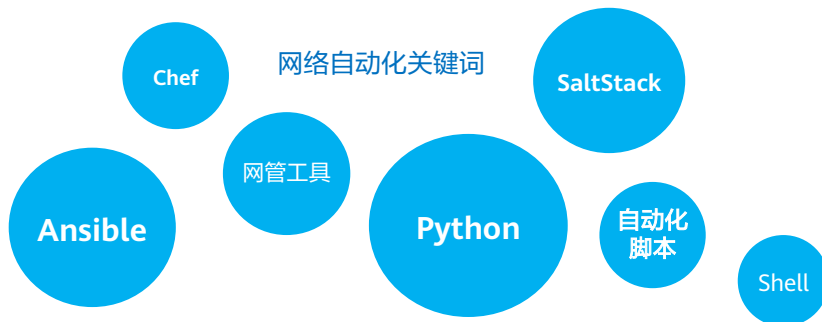 网络自动化关键词
Chef
SaltStack
网管工具
Ansible
Python
自动化
脚本
Shell